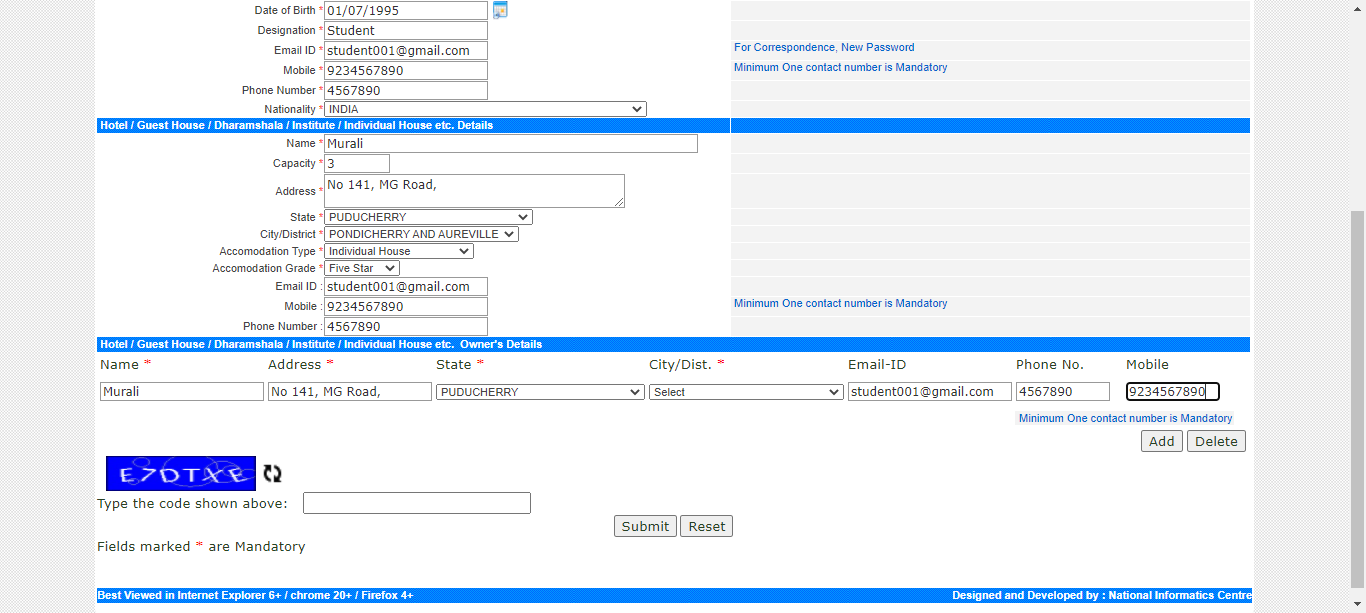 Date of Birth * 01/07/1995
Designation * Student
Email ID * student001@gmail.com For Correspondence, New Password
Mobile * 9234567890 Minimum One contact number is Mandatory
Phone Number * 4567890
Nationality * INDIA
Hotel / Guest House / Dharamshala / Institute / Individual House etc. Details
Name * Murali
Capacity * 3
Address * No 141, MG Road,
State * PUDUCHERRY
City/District * PONDICHERRY AND AUREVILLE
Accomodation Type * Individual House
Accomodation Grade * Five Star
Email ID : student001@gmail.com
Mobile : 9234567890 Minimum One contact number is Mandatory
Phone Number : 4567890
Hotel / Guest House / Dharamshala / Institute / Individual House etc. Owner's Details
Name * Address * State * City/Dist. * Email-ID Phone No. Mobile
Murali No 141, MG Road, PUDUCHERRY Select student001@gmail.com 4567890 9234567890
Minimum One contact number is Mandatory
Add Delete
E7DTXE
Type the code shown above:
Submit Reset
Fields marked * are Mandatory
Best Viewed in Internet Explorer 6+ / chrome 20+ / Firefox 4+ Designed and Developed by : National Informatics Centre